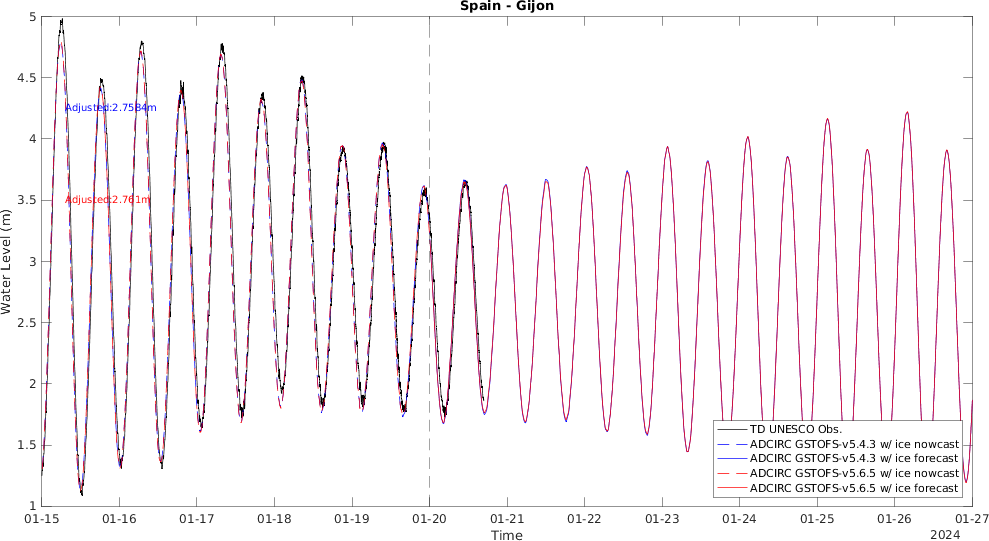 Spain - Gijon
5
4.5
4
3.5
3
2.5
2
1.5
1
Water Level (m)
Adjusted:2.7584m
Adjusted:2.761m
TD UNESCO Obs.
ADCIRC GSTOFS-v5.4.3 w/ ice nowcast
ADCIRC GSTOFS-v5.4.3 w/ ice forecast
ADCIRC GSTOFS-v5.6.5 w/ ice nowcast
ADCIRC GSTOFS-v5.6.5 w/ ice forecast
01-15 01-16 01-17 01-18 01-19 01-20 01-21 01-22 01-23 01-24 01-25 01-26 01-27
Time
2024